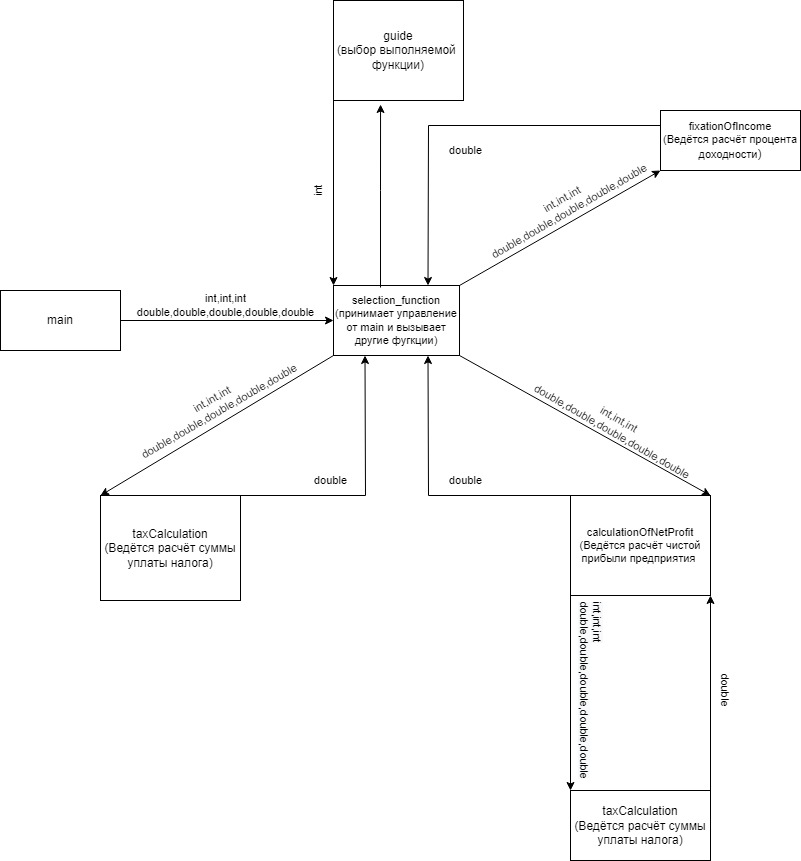 guide
(выбор выполняемой
функции)
fixationOfIncome
(Ведётся расчёт процента
доходности)
double
int,int,int
double,double,double,double,double
int
main
int,int,int
double,double,double,double,double
selection_function
(принимает управление
от main и вызывает
другие фугкции)
int,int,int
double,double,double,double,double
int,int,int
double,double,double,double,double
double
double
taxCalculation
(Ведётся расчёт суммы
уплаты налога)
calculationOfNetProfit
(Ведётся расчёт чистой
прибыли предприятия
int,int,int
double,double,double,double,double
double
taxCalculation
(Ведётся расчёт суммы
уплаты налога)